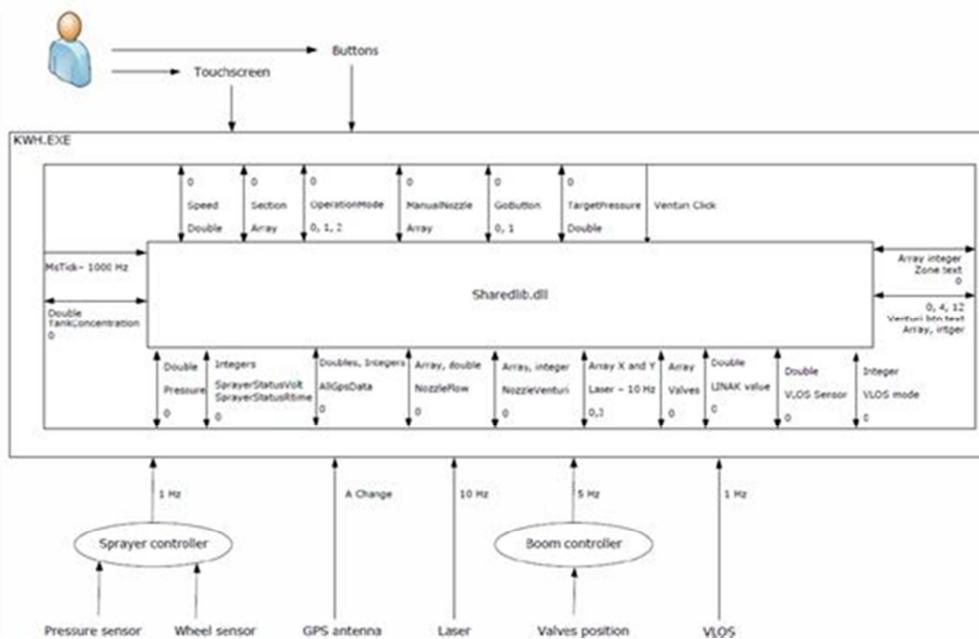 Buttons
Touchscreen
KWH.EXE
0 0 0 0 0 0
Speed Section OperationMode ManualNozzle GoButton TargetPressure Venturi Click
Double Array 0, 1, 2 Array 0, 1 Double
MsTick~ 1000 Hz
Array integer
Zone text
0
Sharedlib.dll
Double
TankConcentration
0
0, 4, 12
Venturi btn text
Array,
Double Integers Doubles, Integers Array, double Array, integer Array X and Y Array Double Double Integer
Pressure SprayerStatusVolt AllGpsData NozzleFlow NozzleVenturi Laser ~ 10 Hz Valves LINAK value VLOS Sensor VLOS mode
SprayerStatusRtime
0 0 0 0 0 0 0 0 0
1 Hz A Change 10 Hz 5 Hz 1 Hz
Sprayer controller Boom controller
Pressure sensor Wheel sensor GPS antenna Laser Valves position VLOS